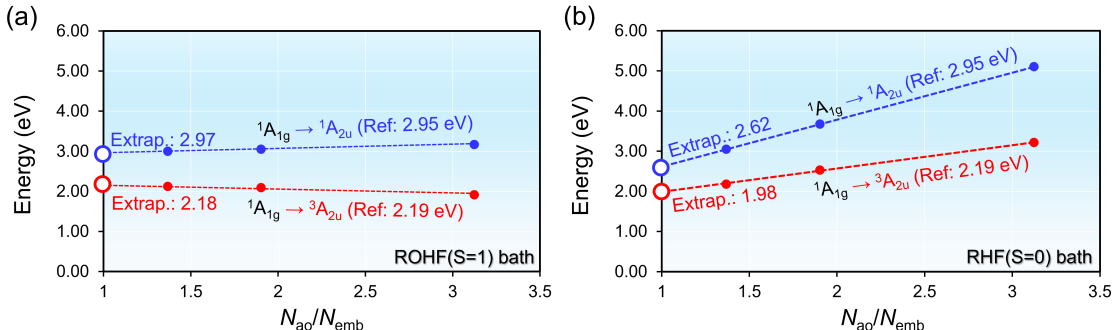 (a)
Energy (eV)
6.00
5.00
4.00
3.00
2.00
1.00
0.00
Extrap.: 2.97
¹A₁g → ¹A₂u (Ref: 2.95 eV)
Extrap.: 2.18
¹A₁g → ³A₂u (Ref: 2.19 eV)
ROHF(S=1) bath
1 1.5 2 2.5 3 3.5
Nao/Nemb
(b)
Energy (eV)
6.00
5.00
4.00
3.00
2.00
1.00
0.00
¹A₁g → ¹A₂u (Ref: 2.95 eV)
Extrap.: 2.62
Extrap.: 1.98
¹A₁g → ³A₂u (Ref: 2.19 eV)
RHF(S=0) bath
1 1.5 2 2.5 3 3.5
Nao/Nemb